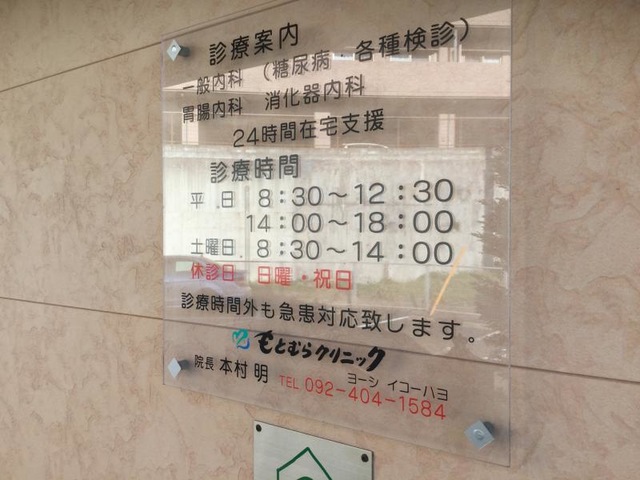 診療案内
一般内科 （糖尿病・各種検診）
胃腸内科 消化器内科
24時間在宅支援
診療時間
平 日 8：30～12：30
14：00～18：00
土曜日 8：30～14：00
休診日 日曜・祝日
診療時間外も急患対応致します。
もとむらクリニック
院長 本村 明 ヨーシ イコーハヨ
TEL 092-404-1584